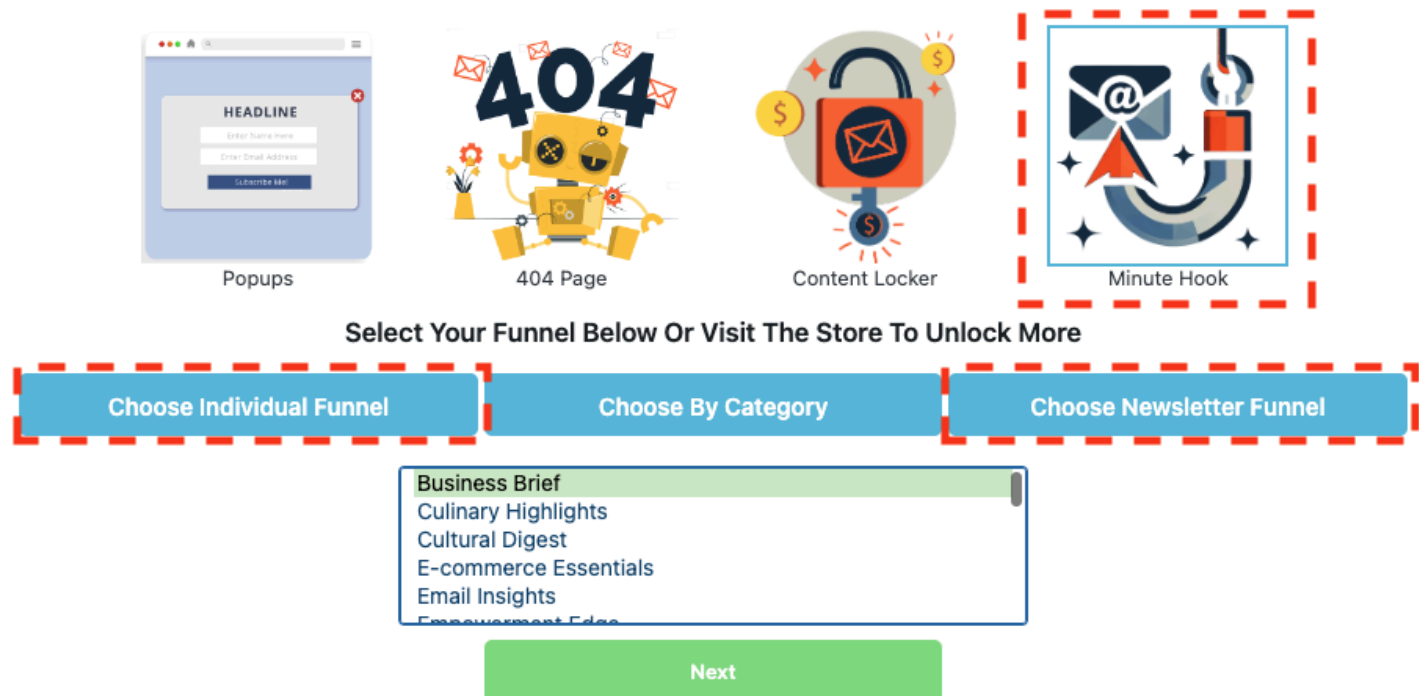 HEADLINE
Enter Name Here
Enter Email Address
Subscribe Me!
404
@
$
$
$
Popups
404 Page
Content Locker
Minute Hook
Select Your Funnel Below Or Visit The Store To Unlock More
Choose Individual Funnel
Choose By Category
Choose Newsletter Funnel
Business Brief
Culinary Highlights
Cultural Digest
E-commerce Essentials
Email Insights
Empowerment Edge
Next